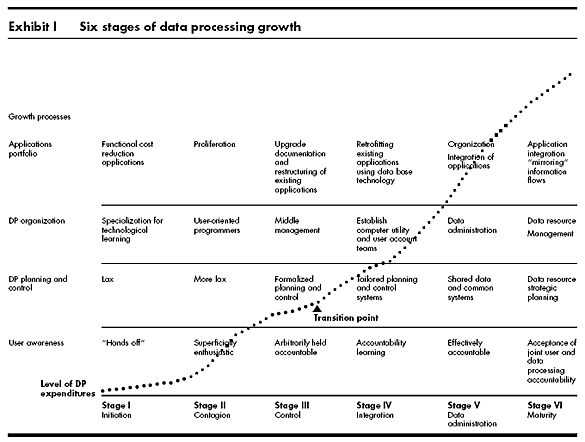 Exhibit I Six stages of data processing growth
Growth processes
Applications
portfolio
Functional cost
reduction
applications
Proliferation
Upgrade
documentation
and
restructuring of
existing
applications
Retrofitting
existing
applications
using data base
technology
Organization
Integration of
applications
Application
integration
"mirroring"
information
flows
DP organization
Specialization for
technological
learning
User-oriented
programmers
Middle
management
Establish
computer utility
and user account
teams
Data
administration
Data resource
Management
DP planning and
control
Lax
More lax
Formalized
planning and
control
Tailored planning
and control
systems
Shared data
and common
systems
Data resource
strategic
planning
Transition point
User awareness
"Hands off"
Superficially
enthusiastic
Arbitrarily held
accountable
Accountability
learning
Effectively
accountable
Acceptance of
joint user and
data
processing
accountability
Level of DP
expenditures
Stage I
Initiation
Stage II
Contagion
Stage III
Control
Stage IV
Integration
Stage V
Data
administration
Stage VI
Maturity